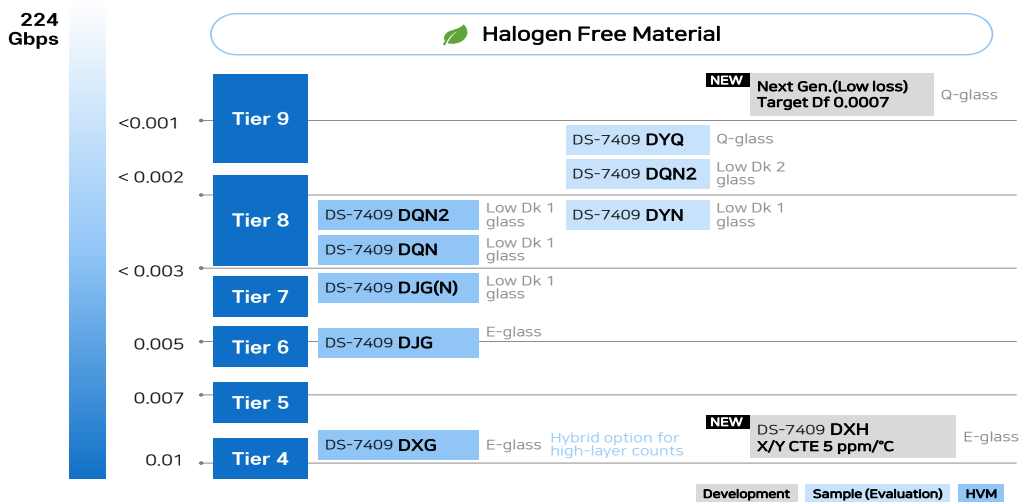 224
Gbps
Halogen Free Material
NEW
Next Gen.(Low loss)
Target Df 0.0007
Q-glass
Tier 9
<0.001
DS-7409 DYQ
Q-glass
< 0.002
DS-7409 DQN2
Low Dk 2
glass
Tier 8
DS-7409 DQN2
Low Dk 1
glass
DS-7409 DYN
Low Dk 1
glass
DS-7409 DQN
Low Dk 1
glass
< 0.003
Tier 7
DS-7409 DJG(N)
Low Dk 1
glass
0.005
Tier 6
DS-7409 DJG
E-glass
0.007
Tier 5
0.01
Tier 4
DS-7409 DXG
E-glass
Hybrid option for
high-layer counts
NEW
DS-7409 DXH
X/Y CTE 5 ppm/°C
E-glass
Development
Sample (Evaluation)
HVM